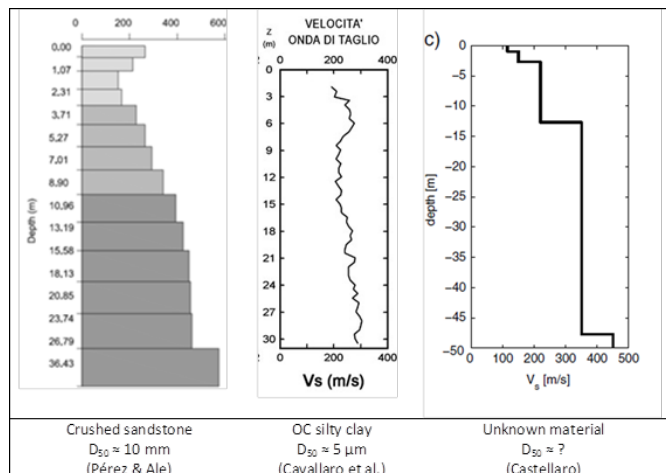 0 200 400 600
0.00
1,07
2,31
3,71
5,27
7,01
8,90
10,96
13,19
15,58
18,13
20,85
23,74
26,79
36,43
Depth (m)
Z
(m)
VELOCITA'
ONDA DI TAGLIO
0 200 400
0
3
6
9
12
15
18
21
24
27
30
0 200 400
Vs (m/s)
c)
0
−5
−10
−15
−20
−25
−30
−35
−40
−45
−50
depth [m]
0 100 200 300 400 500
Vs [m/s]
Crushed sandstone
D50 ≈ 10 mm
(Pérez & Ale)
OC silty clay
D50 ≈ 5 μm
(Cavallaro et al.)
Unknown material
D50 ≈ ?
(Castellaro)